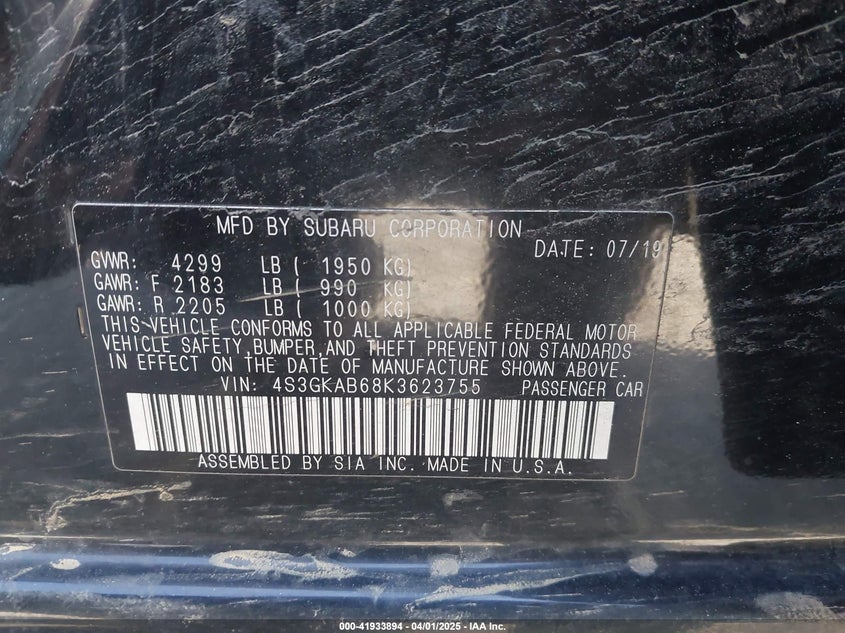 MFD BY SUBARU CORPORATION DATE: 07/19
GVWR: 4299 LB ( 1950 KG)
GAWR: F 2183 LB ( 990 KG)
GAWR: R 2205 LB ( 1000 KG)
THIS VEHICLE CONFORMS TO ALL APPLICABLE FEDERAL MOTOR
VEHICLE SAFETY, BUMPER, AND THEFT PREVENTION STANDARDS
IN EFFECT ON THE DATE OF MANUFACTURE SHOWN ABOVE.
VIN: 4S3GKAB68K3623755 PASSENGER CAR
ASSEMBLED BY SIA INC. MADE IN U.S.A.
000-41933894 - 04/01/2025 - IAA Inc.